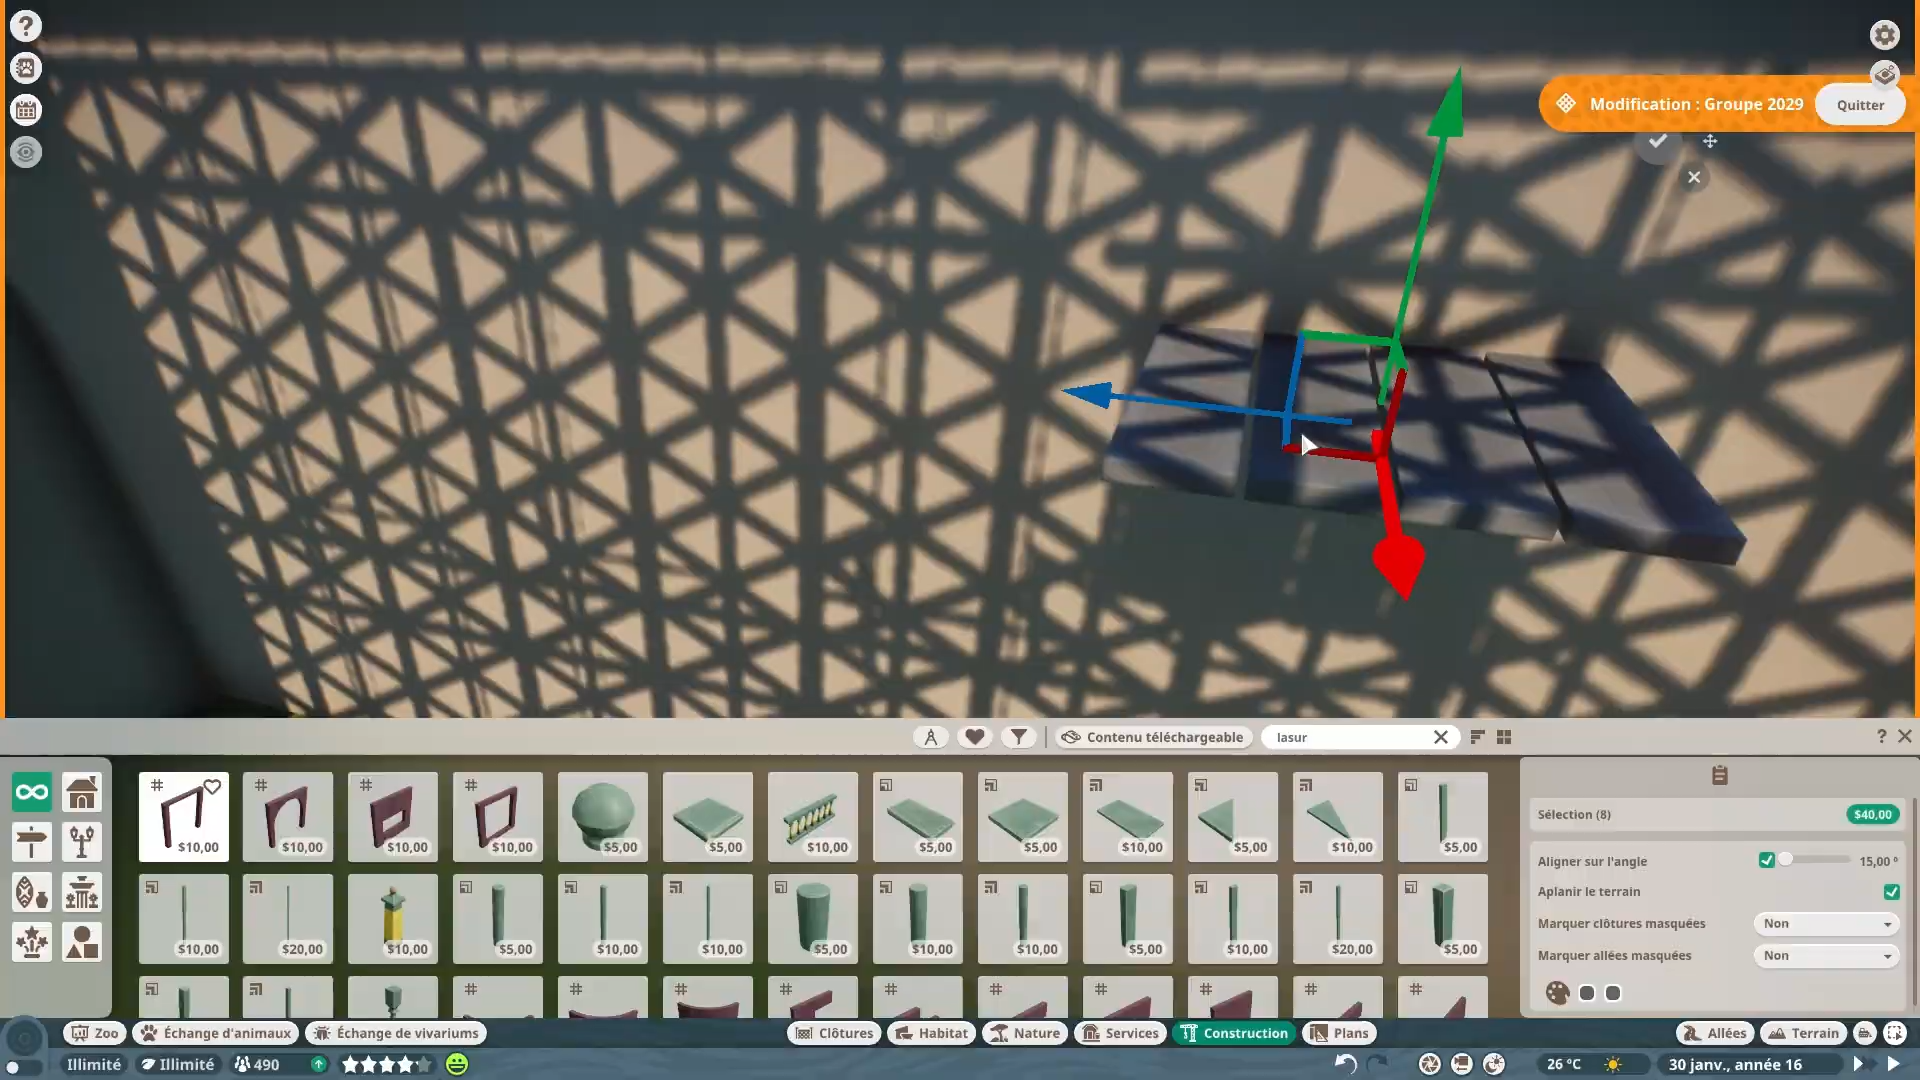 Modification : Groupe 2029
Quitter
Contenu téléchargeable
lasur
$10,00
$10,00
$10,00
$10,00
$5,00
$5,00
$10,00
$5,00
$5,00
$10,00
$5,00
$10,00
$5,00
$10,00
$20,00
$10,00
$5,00
$10,00
$10,00
$5,00
$10,00
$10,00
$5,00
$10,00
$20,00
$5,00
Sélection (8)
$40,00
Aligner sur l'angle
15,00 °
Aplanir le terrain
Marquer clôtures masquées
Non
Marquer allées masquées
Non
Zoo
Échange d'animaux
Échange de vivariums
Clôtures
Habitat
Nature
Services
Construction
Plans
Allées
Terrain
Illimité
Illimité
490
26 °C
30 janv., année 16